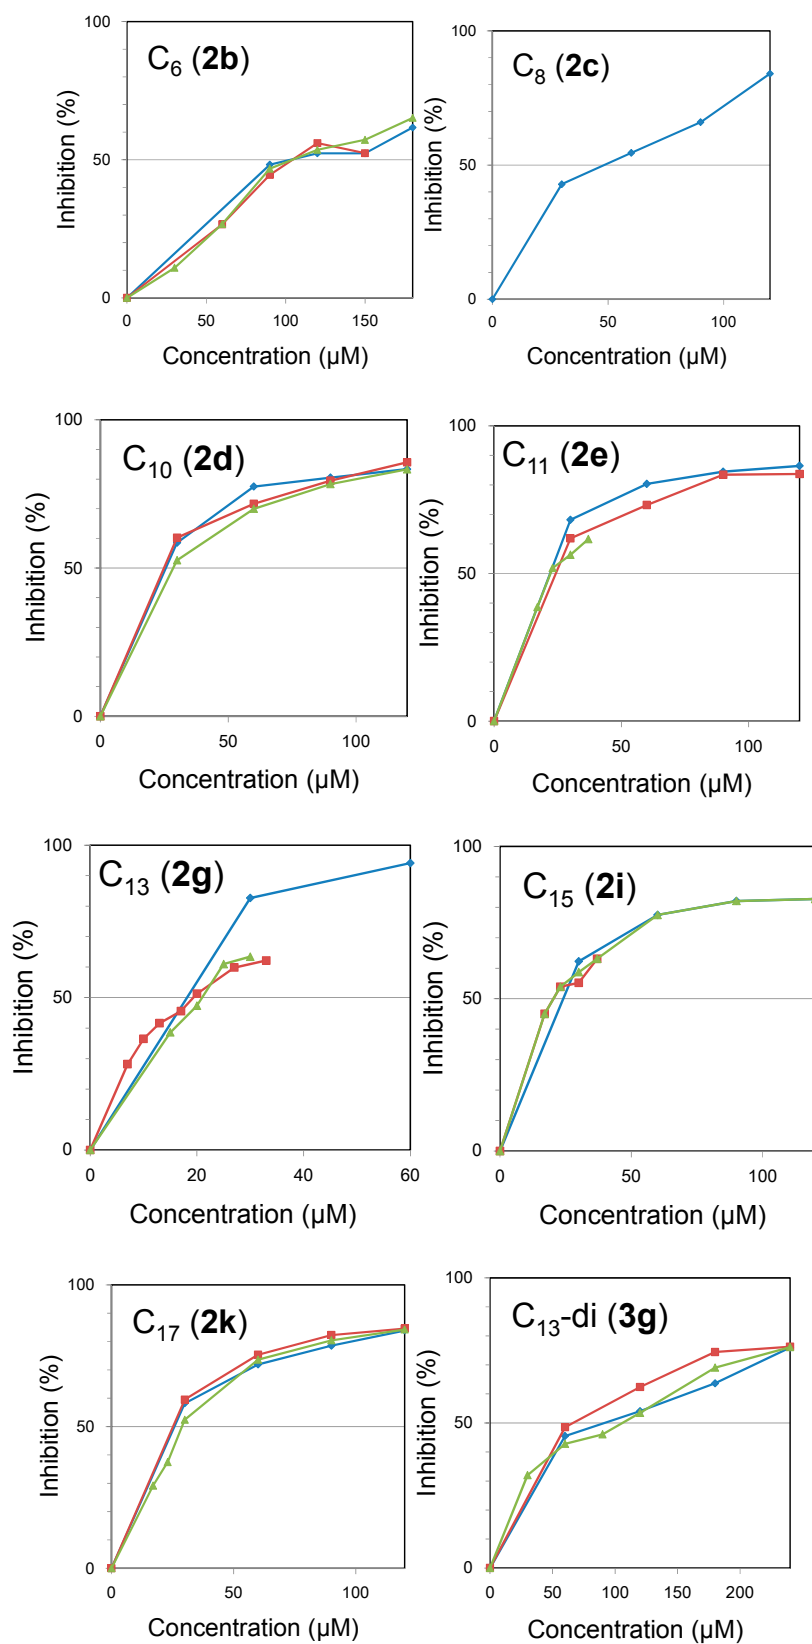 C6 (2b)
Inhibition (%)
100
50
0
0 50 100 150
Concentration (µM)
C8 (2c)
Inhibition (%)
100
50
0
0 50 100
Concentration (µM)
C10 (2d)
Inhibition (%)
100
50
0
0 50 100
Concentration (µM)
C11 (2e)
Inhibition (%)
100
50
0
0 50 100
Concentration (µM)
C13 (2g)
Inhibition (%)
100
50
0
0 20 40 60
Concentration (µM)
C15 (2i)
Inhibition (%)
100
50
0
0 50 100
Concentration (µM)
C17 (2k)
Inhibition (%)
100
50
0
0 50 100
Concentration (µM)
C13-di (3g)
Inhibition (%)
100
50
0
0 50 100 150 200
Concentration (µM)